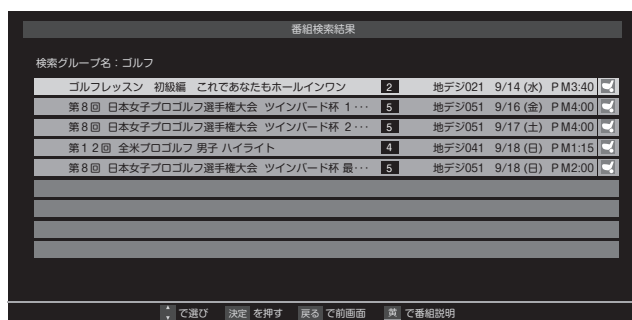 番組検索結果
検索グループ名：ゴルフ
ゴルフレッスン 初級編 これであなたもホールインワン 2 地デジ021 9/14 (水) PM3:40
第8回 日本女子プロゴルフ選手権大会 ツインバード杯 1･･･ 5 地デジ051 9/16 (金) PM4:00
第8回 日本女子プロゴルフ選手権大会 ツインバード杯 2･･･ 5 地デジ051 9/17 (土) PM4:00
第12回 全米プロゴルフ 男子 ハイライト 4 地デジ041 9/18 (日) PM1:15
第8回 日本女子プロゴルフ選手権大会 ツインバード杯 最･･･ 5 地デジ051 9/18 (日) PM2:00
で選び 決定 を押す 戻る で前画面 黄 で番組説明